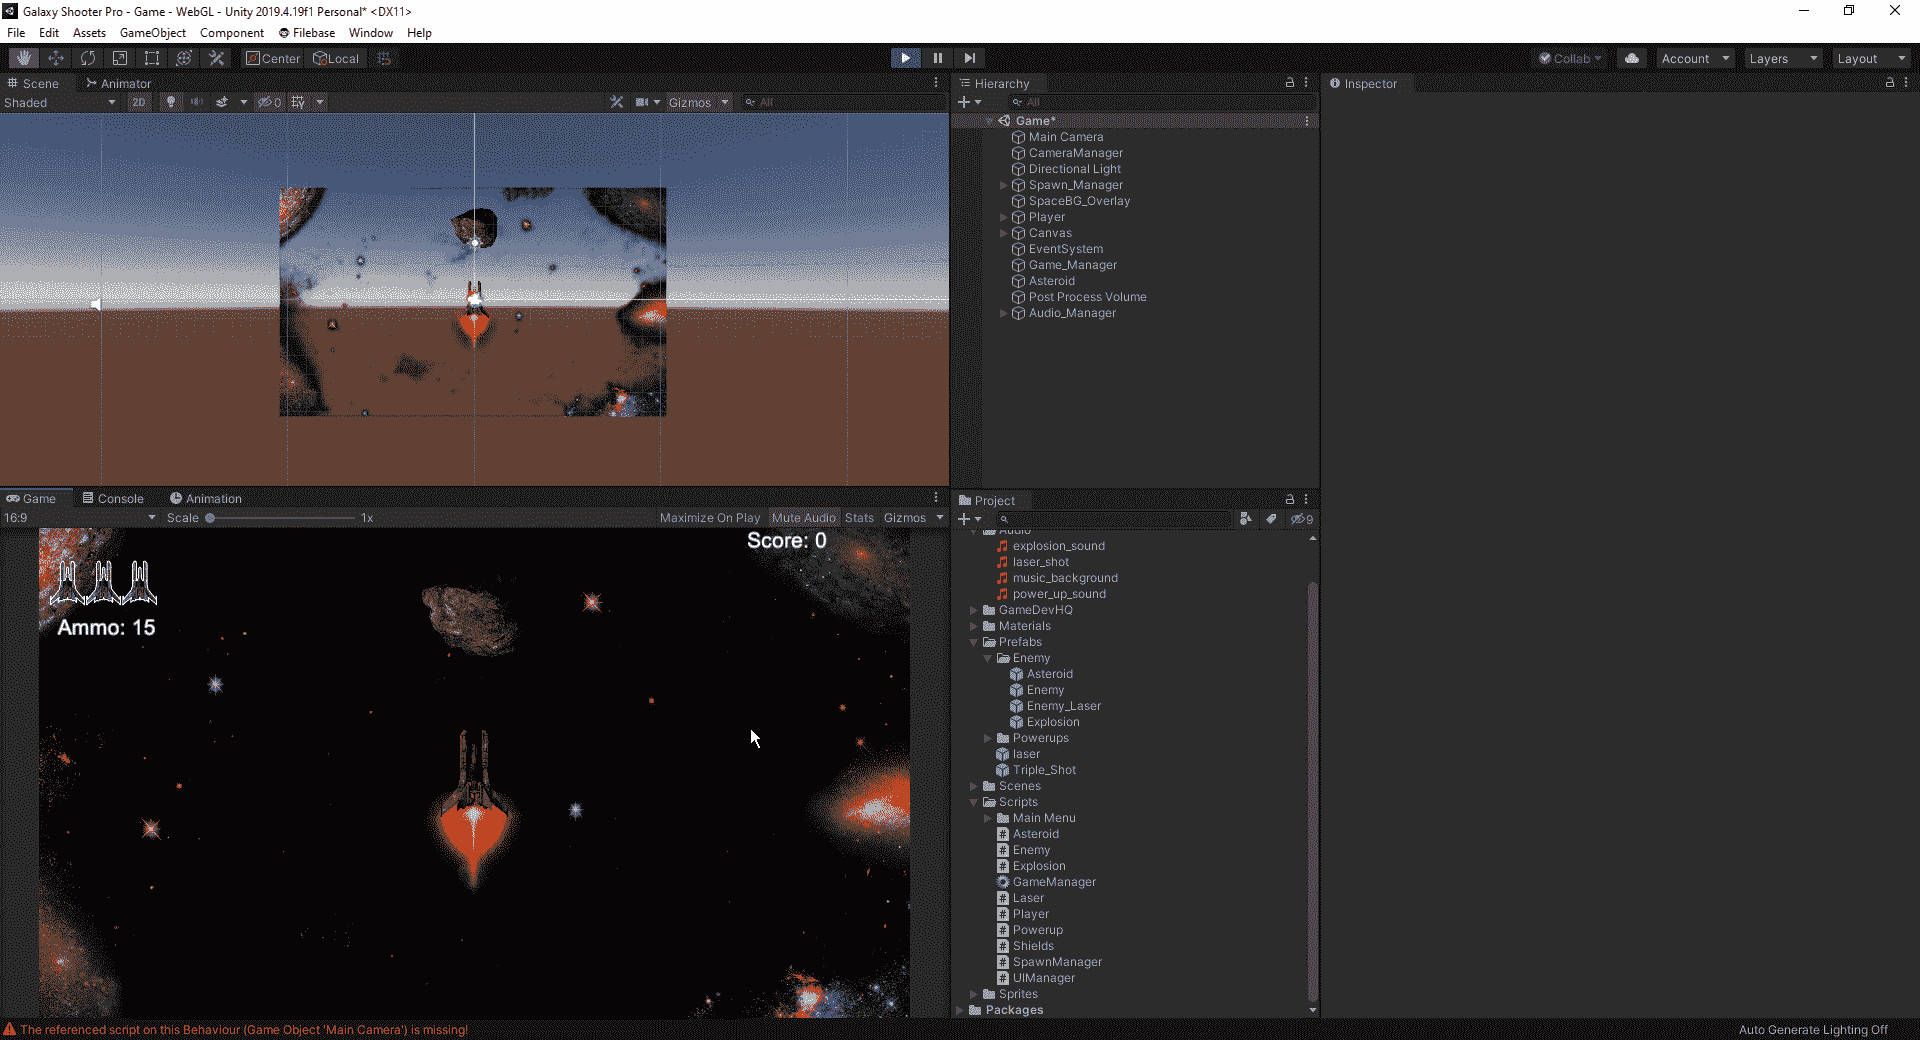 Galaxy Shooter Pro - Game - WebGL - Unity 2019.4.19f1 Personal* <DX11>
File Edit Assets GameObject Component Filebase Window Help
Center Local Collab Account Layers Layout
Scene Animator
Shaded 2D 0 Gizmos All
Hierarchy
All
Game*
Main Camera
CameraManager
Directional Light
Spawn_Manager
SpaceBG_Overlay
Player
Canvas
EventSystem
Game_Manager
Asteroid
Post Process Volume
Audio_Manager
Inspector
Game Console Animation
16:9 Scale 1x Maximize On Play Mute Audio Stats Gizmos
Score: 0
Ammo: 15
Project
9
Audio
explosion_sound
laser_shot
music_background
power_up_sound
GameDevHQ
Materials
Prefabs
Enemy
Asteroid
Enemy
Enemy_Laser
Explosion
Powerups
laser
Triple_Shot
Scenes
Scripts
Main Menu
Asteroid
Enemy
Explosion
GameManager
Laser
Player
Powerup
Shields
SpawnManager
UIManager
Sprites
Packages
The referenced script on this Behaviour (Game Object 'Main Camera') is missing!
Auto Generate Lighting Off